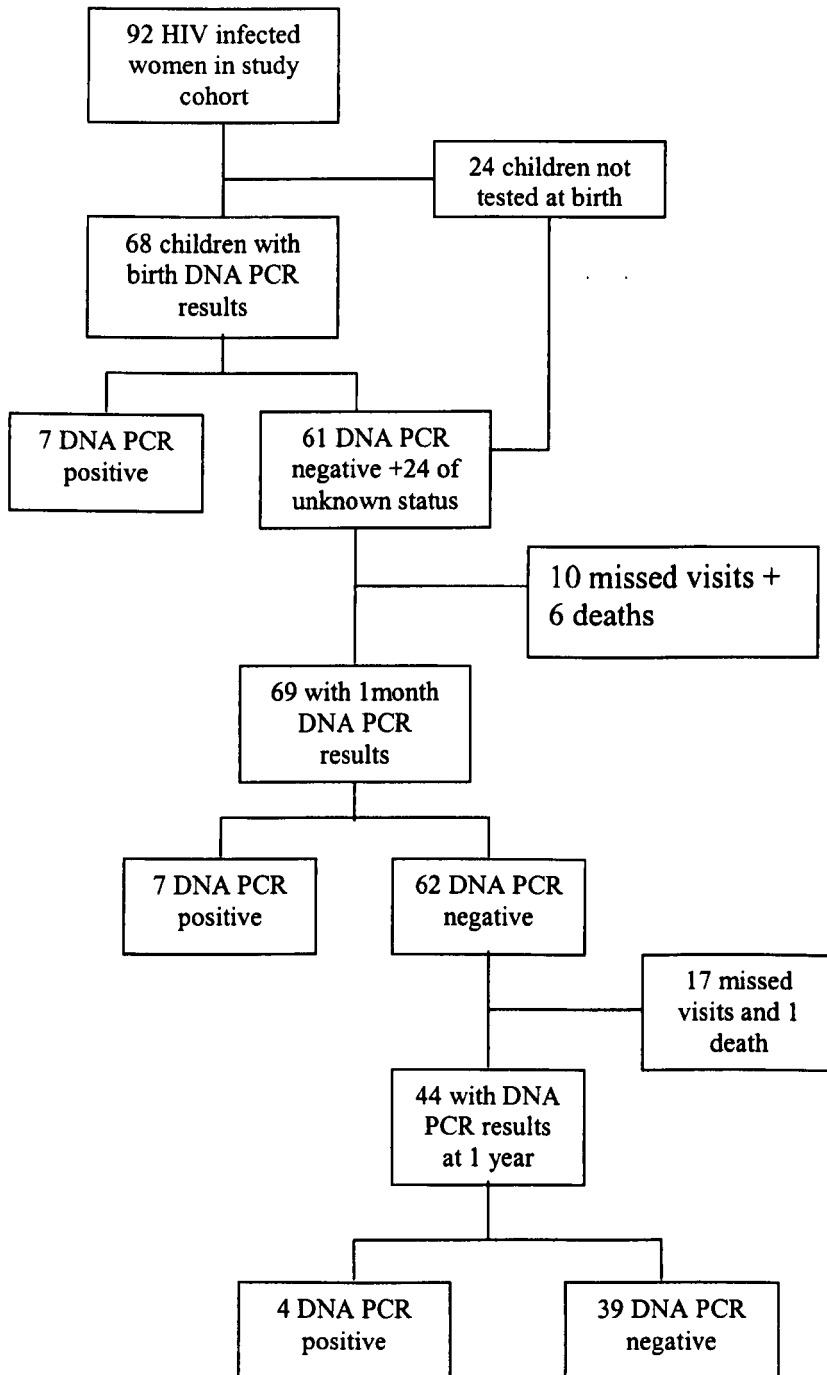 92 HIV infected
women in study
cohort
24 children not
tested at birth
68 children with
birth DNA PCR
results
7 DNA PCR
positive
61 DNA PCR
negative +24 of
unknown status
10 missed visits +
6 deaths
69 with 1month
DNA PCR
results
7 DNA PCR
positive
62 DNA PCR
negative
17 missed
visits and 1
death
44 with DNA
PCR results
at 1 year
4 DNA PCR
positive
39 DNA PCR
negative